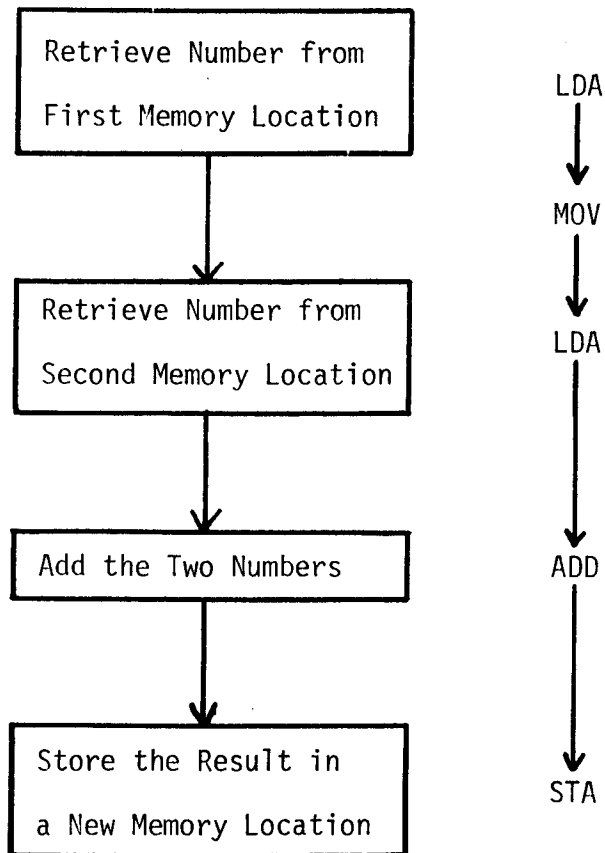 Retrieve Number from
First Memory Location
Retrieve Number from
Second Memory Location
Add the Two Numbers
Store the Result in
a New Memory Location
LDA
MOV
LDA
ADD
STA